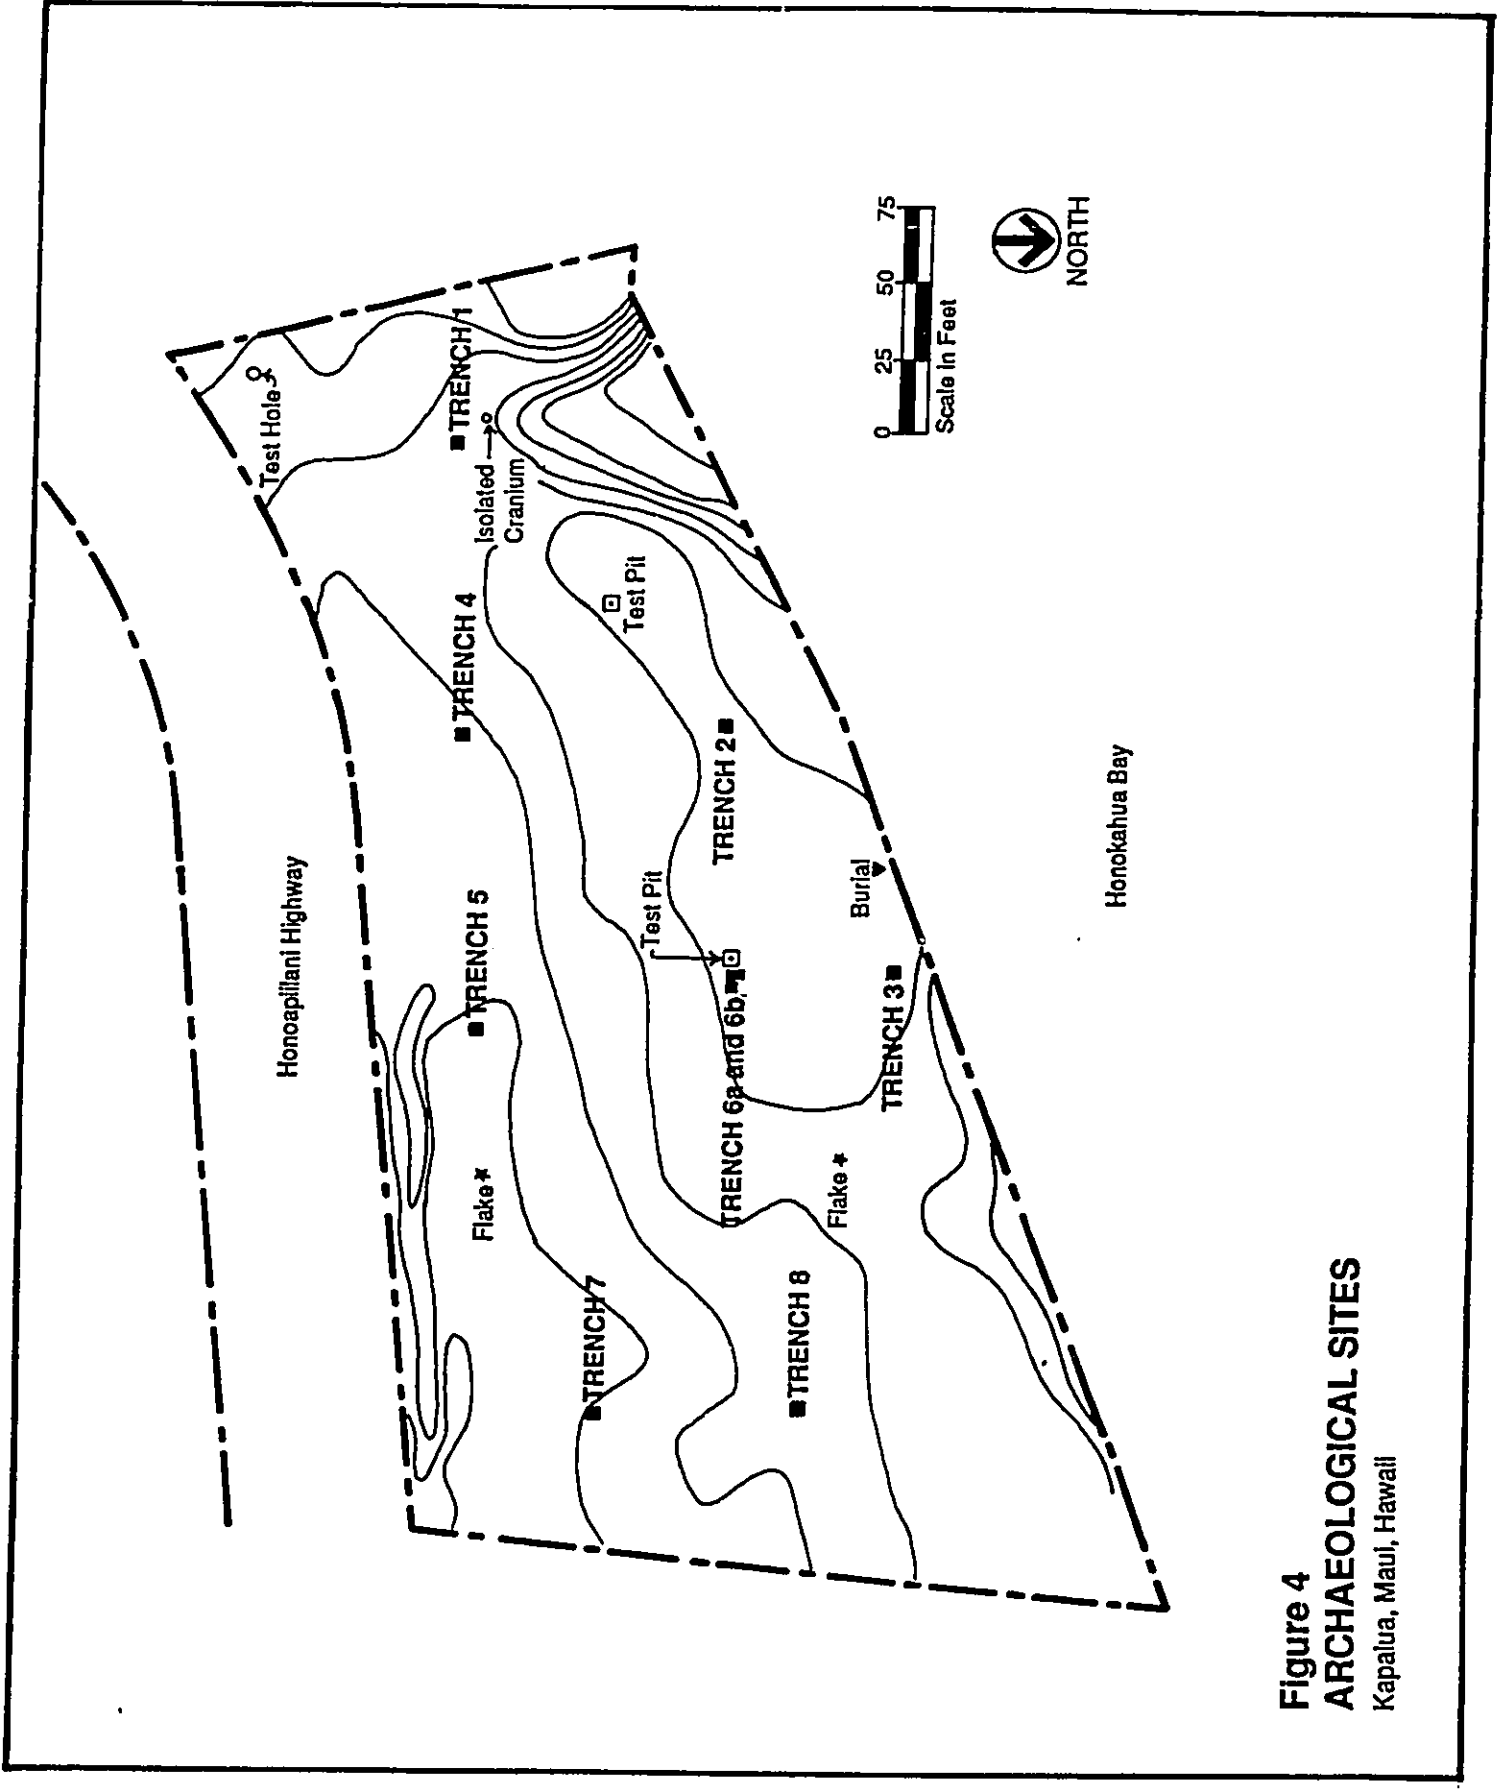 Honoapillani Highway
Test Hole
TRENCH 1
Isolated
Cranium
TRENCH 4
Test Pit
TRENCH 5
TRENCH 2
Test Pit
Burial
TRENCH 6a and 6b
TRENCH 3
Flake
Flake
TRENCH 7
TRENCH 8
Honokahua Bay
0 25 50 75
Scale in Feet
NORTH
Figure 4
ARCHAEOLOGICAL SITES
Kapalua, Maui, Hawaii